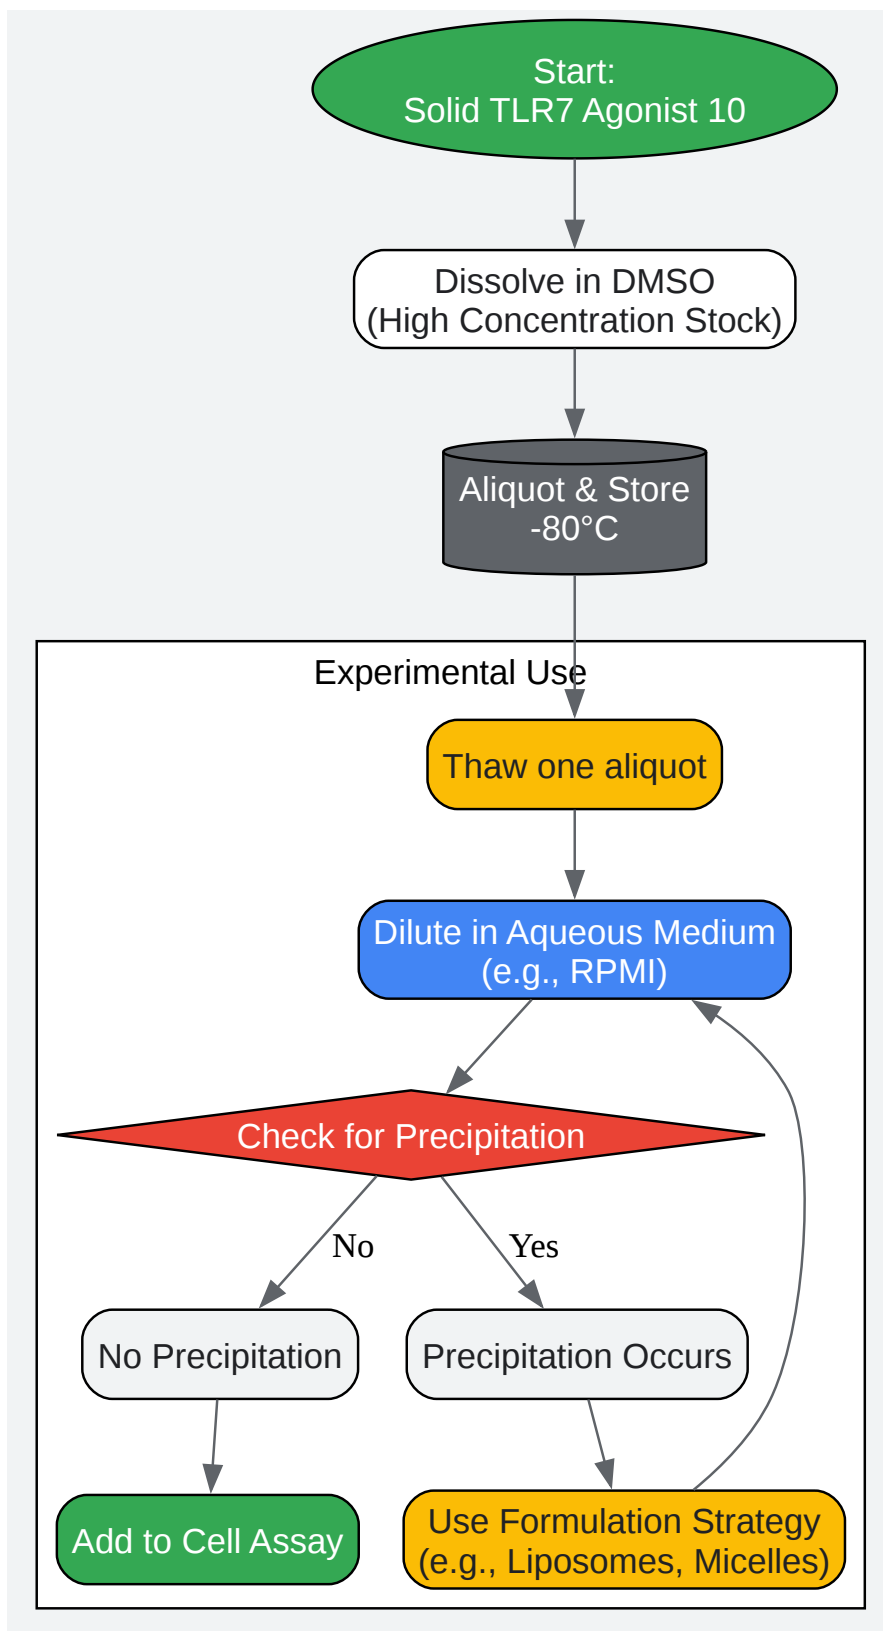 Start:
Solid TLR7 Agonist 10
Dissolve in DMSO
(High Concentration Stock)
Aliquot & Store
-80°C
Experimental Use
Thaw one aliquot
Dilute in Aqueous Medium
(e.g., RPMI)
Check for Precipitation
No
Yes
No Precipitation
Precipitation Occurs
Add to Cell Assay
Use Formulation Strategy
(e.g., Liposomes, Micelles)